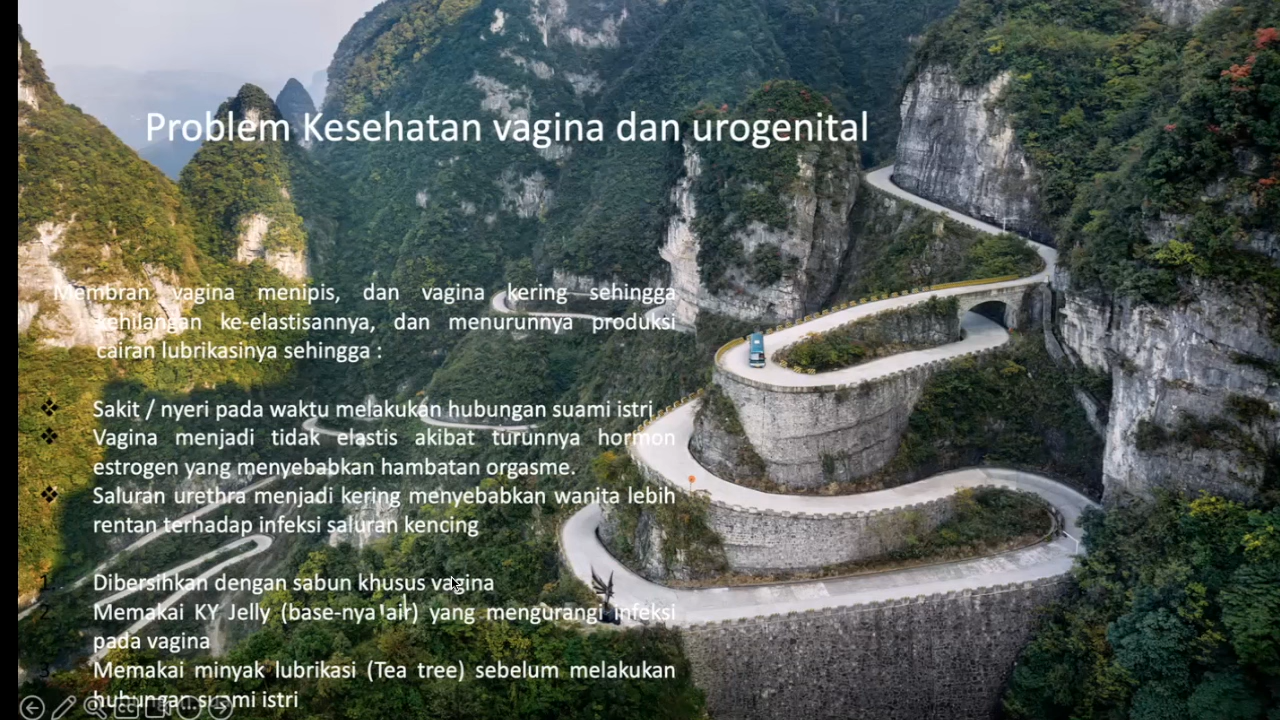 Problem Kesehatan vagina dan urogenital
Membran vagina menipis, dan vagina kering sehingga
kehilangan ke-elastisannya, dan menurunnya produksi
cairan lubrikasinya sehingga :
❖ Sakit / nyeri pada waktu melakukan hubungan suami istri
❖ Vagina menjadi tidak elastis akibat turunnya hormon
estrogen yang menyebabkan hambatan orgasme.
❖ Saluran urethra menjadi kering menyebabkan wanita lebih
rentan terhadap infeksi saluran kencing
1. Dibersihkan dengan sabun khusus vagina
2. Memakai KY Jelly (base-nya air) yang mengurangi infeksi
pada vagina
3. Memakai minyak lubrikasi (Tea tree) sebelum melakukan
hubungan suami istri